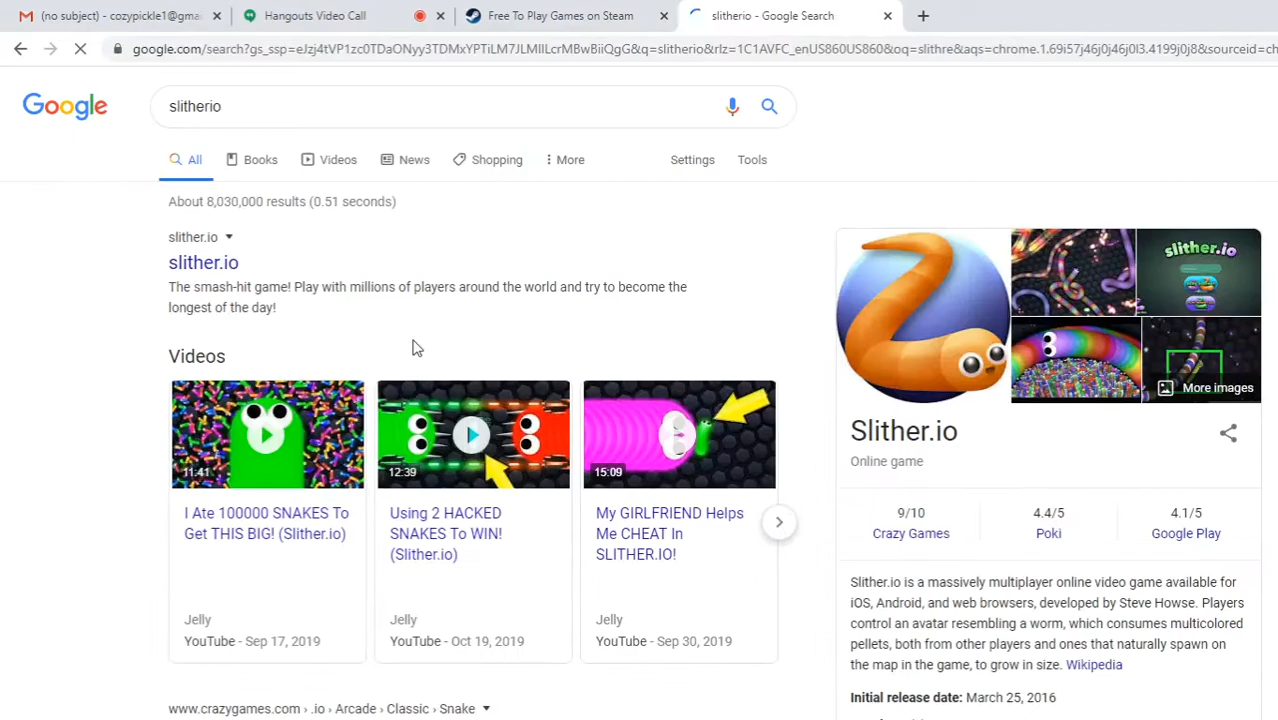 (no subject) - cozypickle1@gma
Hangouts Video Call
Free To Play Games on Steam
slitherio - Google Search
google.com/search?gs_ssp=eJzj4tVP1zc0TDaONyy3TDMxYPTiLM7JLMlILcrMBwBiiQgG&q=slitherio&rlz=1C1AVFC_enUS860US860&oq=slithre&aqs=chrome.1.69i57j46j0j46j0l3.4199j0j8&sourceid=ch
Google
slitherio
All
Books
Videos
News
Shopping
More
Settings
Tools
About 8,030,000 results (0.51 seconds)
slither.io
slither.io
The smash-hit game! Play with millions of players around the world and try to become the
longest of the day!
Videos
11:41
I Ate 100000 SNAKES To
Get THIS BIG! (Slither.io)
Jelly
YouTube - Sep 17, 2019
12:39
Using 2 HACKED
SNAKES To WIN!
(Slither.io)
Jelly
YouTube - Oct 19, 2019
15:09
My GIRLFRIEND Helps
Me CHEAT In
SLITHER.IO!
Jelly
YouTube - Sep 30, 2019
www.crazygames.com › .io › Arcade › Classic › Snake
slither.io
More images
Slither.io
Online game
9/10
Crazy Games
4.4/5
Poki
4.1/5
Google Play
Slither.io is a massively multiplayer online video game available for
iOS, Android, and web browsers, developed by Steve Howse. Players
control an avatar resembling a worm, which consumes multicolored
pellets, both from other players and ones that naturally spawn on
the map in the game, to grow in size. Wikipedia
Initial release date: March 25, 2016